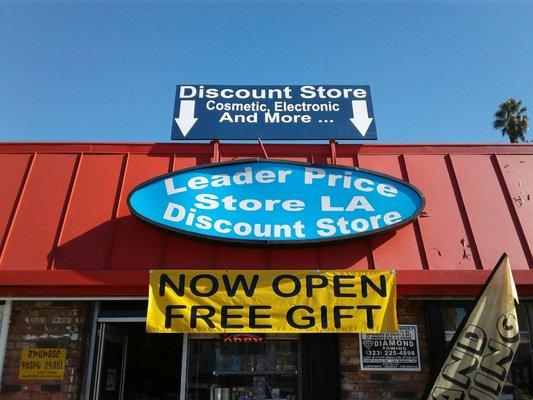 Discount Store
Cosmetic, Electronic
And More ...
Leader Price
Store LA
Discount Store
NOW OPEN
FREE GIFT
OPEN
DIAMOND
TOWING
(323) 225-4898